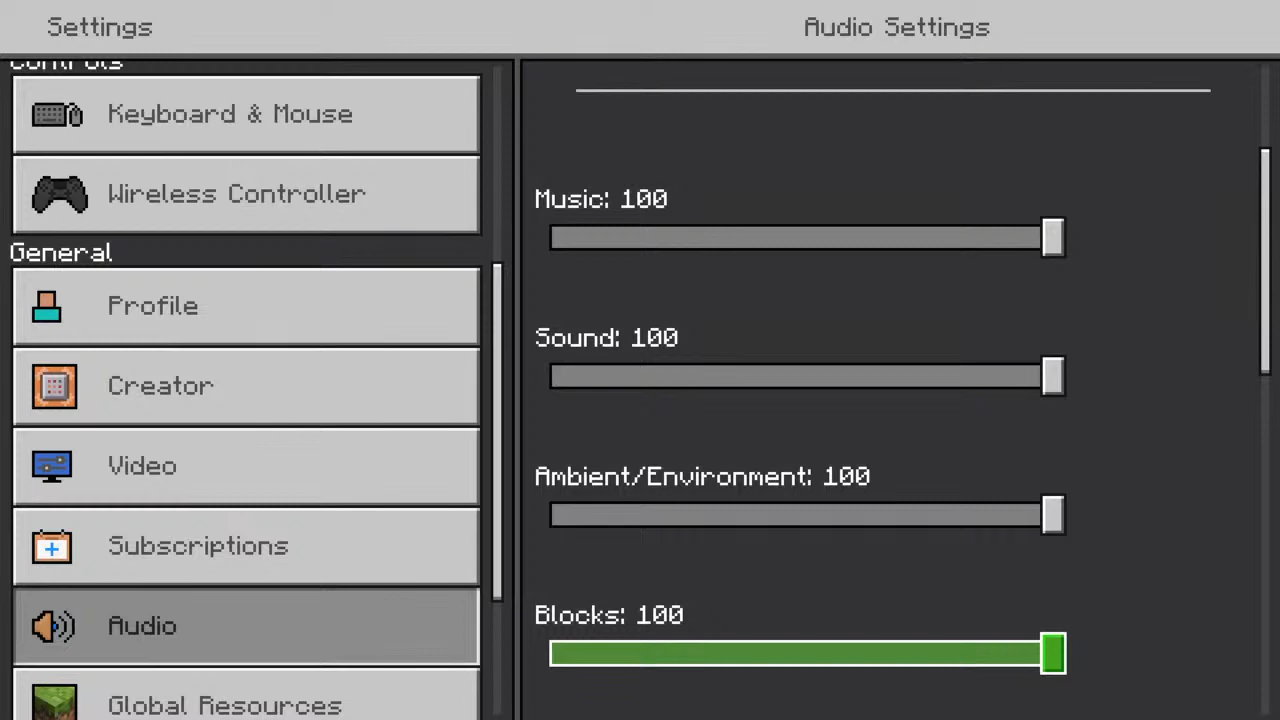 Settings
Audio Settings
Controls
Keyboard & Mouse
Wireless Controller
General
Profile
Creator
Video
Subscriptions
Audio
Global Resources
Music: 100
Sound: 100
Ambient/Environment: 100
Blocks: 100